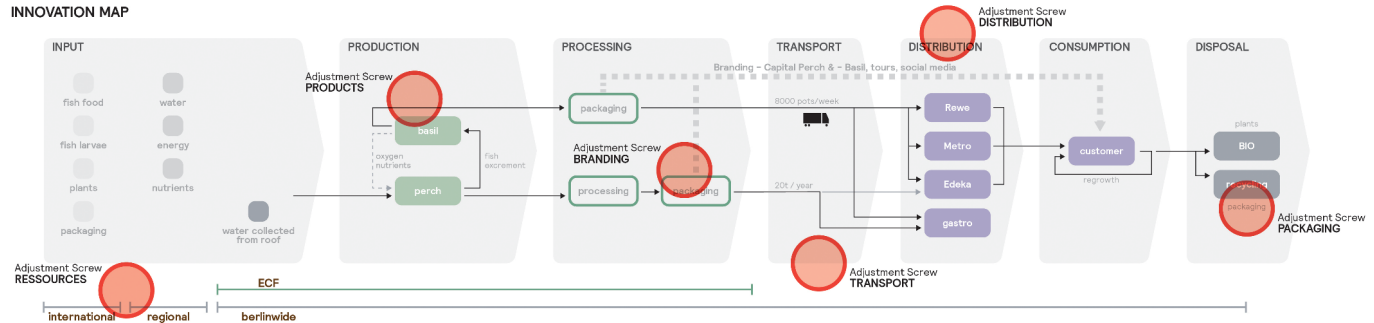 INNOVATION MAP
Adjustment Screw
DISTRIBUTION
INPUT
PRODUCTION
PROCESSING
TRANSPORT
DISTRIBUTION
CONSUMPTION
DISPOSAL
Branding - Capital Perch & - Basil, tours, social media
Adjustment Screw
PRODUCTS
fish food
water
packaging
8000 pots/week
Rewe
fish larvae
energy
basil
plants
BIO
Metro
customer
oxygen
nutrients
fish
excrement
Adjustment Screw
BRANDING
plants
nutrients
perch
processing
packaging
20t / year
Edeka
regrowth
recycling
packaging
gastro
Adjustment Screw
PACKAGING
packaging
water collected
from roof
Adjustment Screw
RESSOURCES
Adjustment Screw
TRANSPORT
ECF
international
regional
berlinwide